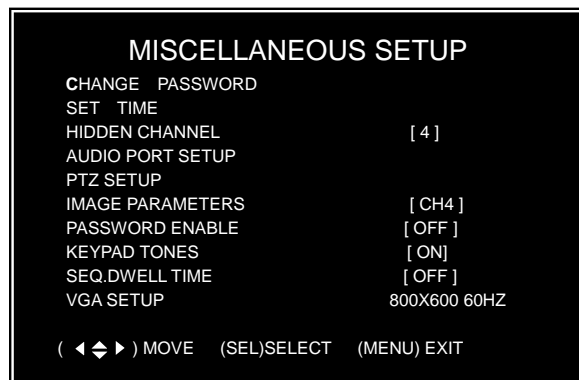 MISCELLANEOUS SETUP
CHANGE PASSWORD
SET TIME
HIDDEN CHANNEL [ 4 ]
AUDIO PORT SETUP
PTZ SETUP
IMAGE PARAMETERS [ CH4 ]
PASSWORD ENABLE [ OFF ]
KEYPAD TONES [ ON]
SEQ.DWELL TIME [ OFF ]
VGA SETUP 800X600 60HZ
( ◀ ▲▼ ▶ ) MOVE (SEL)SELECT (MENU) EXIT